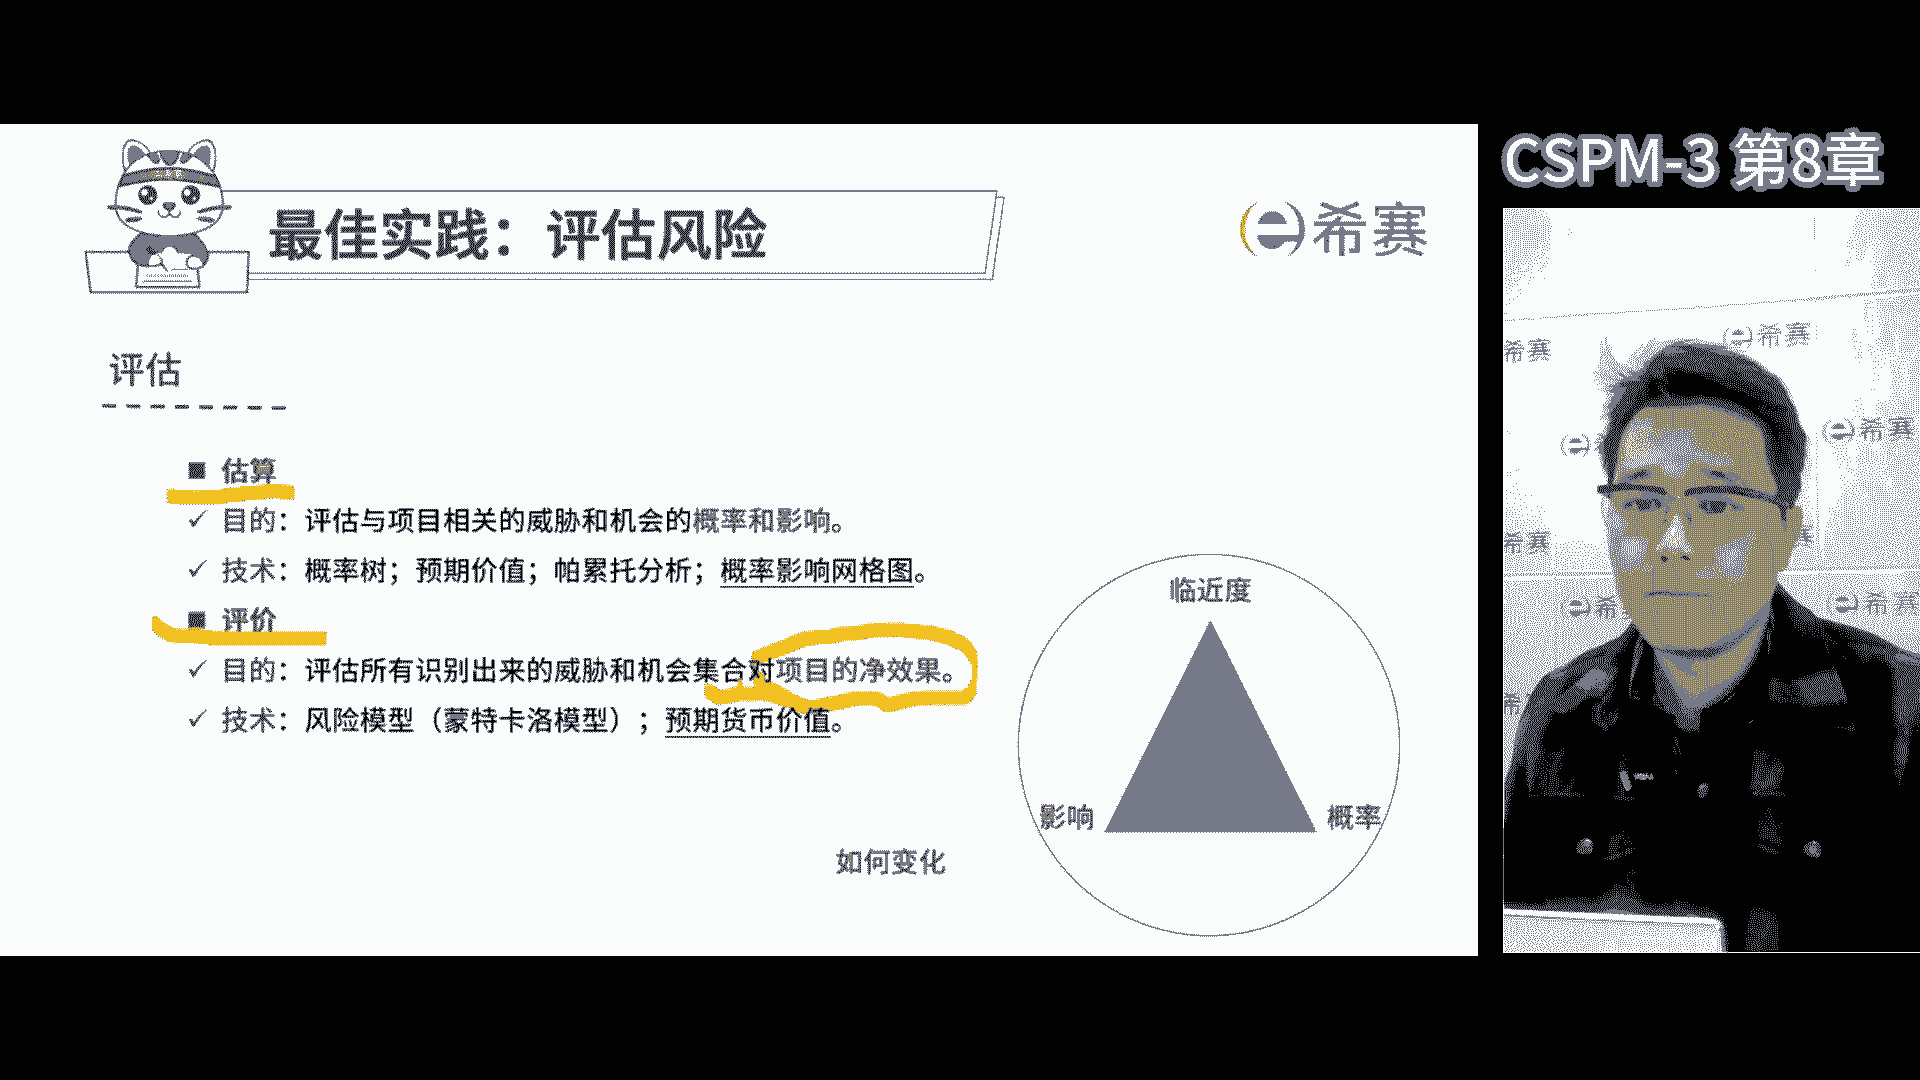 CSPM-3 第8章
最佳实践：评估风险
希赛
评估
■ 估算
✓ 目的：评估与项目相关的威胁和机会的概率和影响。
✓ 技术：概率树；预期价值；帕累托分析；概率影响网格图。
■ 评价
✓ 目的：评估所有识别出来的威胁和机会集合对项目的净效果。
✓ 技术：风险模型（蒙特卡洛模型）；预期货币价值。
临近度
影响
概率
如何变化
希赛
希赛
希赛
希赛
希赛
希赛